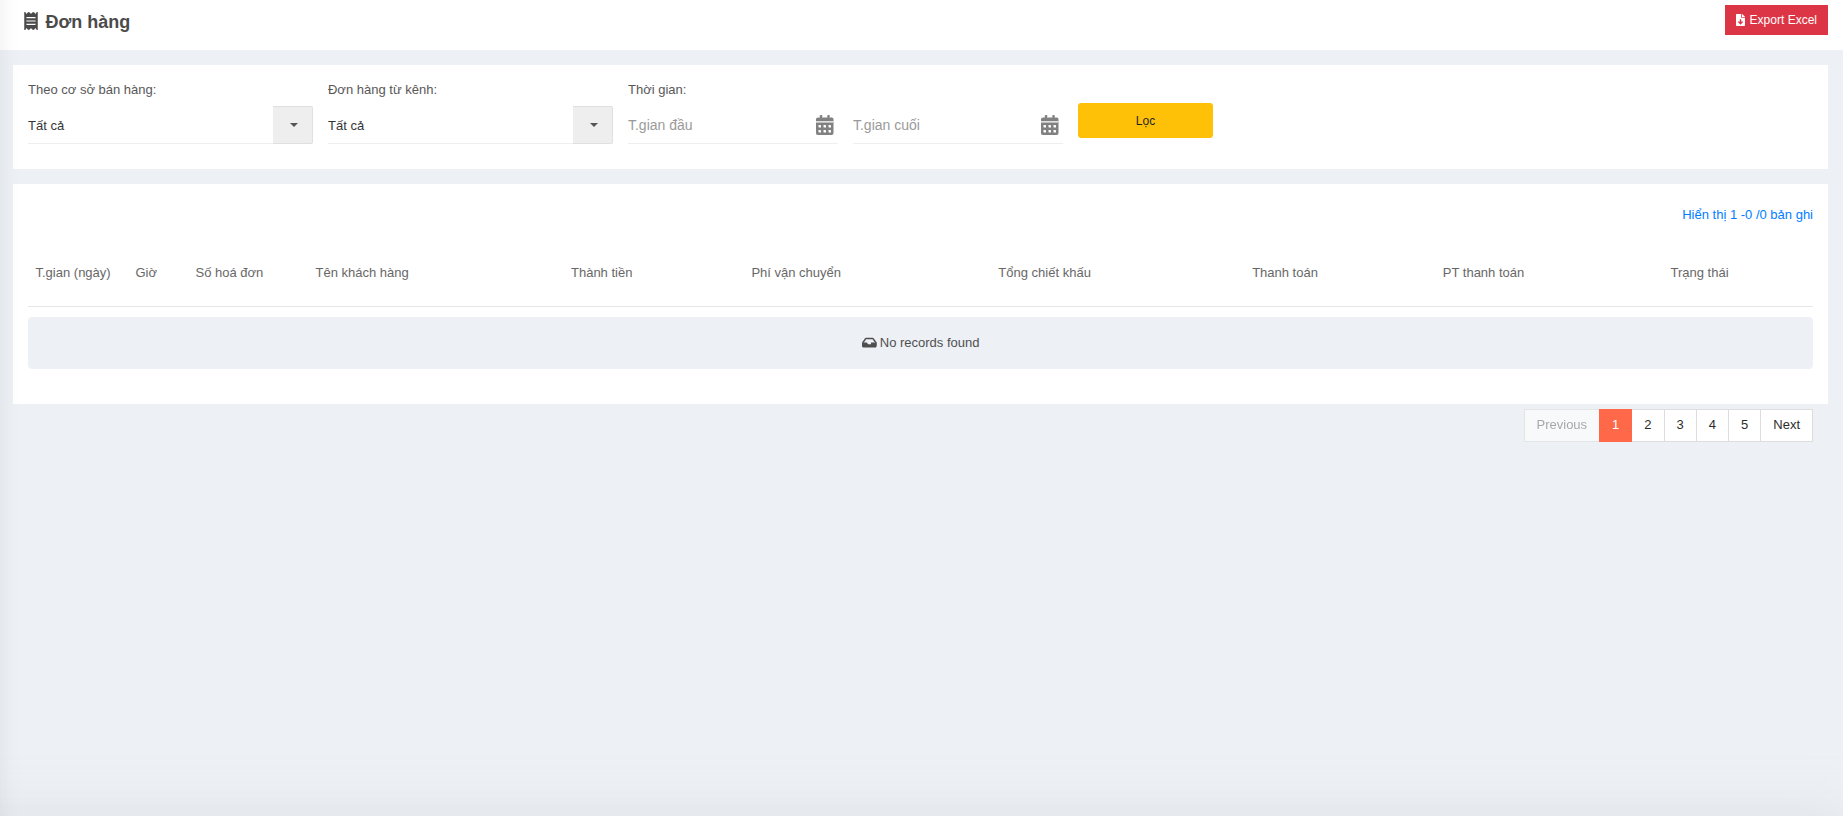 Đơn hàng
Export Excel
Theo cơ sở bán hàng:
Đơn hàng từ kênh:
Thời gian:
Tất cả
Tất cả
T.gian đầu
T.gian cuối
Lọc
Hiển thị 1 -0 /0 bản ghi
T.gian (ngày) Giờ Số hoá đơn Tên khách hàng Thành tiền Phí vận chuyển Tổng chiết khấu Thanh toán PT thanh toán Trạng thái
No records found
Previous 1 2 3 4 5 Next